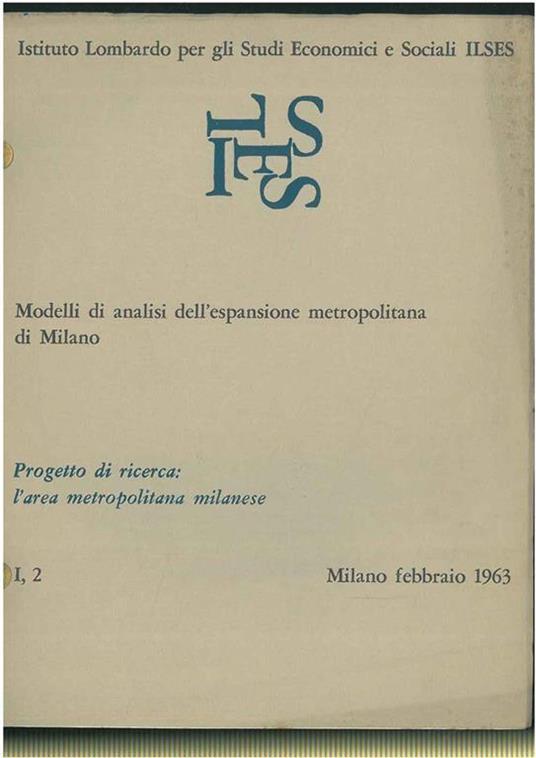 Istituto Lombardo per gli Studi Economici e Sociali ILSES
ILSES
Modelli di analisi dell'espansione metropolitana
di Milano
Progetto di ricerca:
l'area metropolitana milanese
I, 2 Milano febbraio 1963